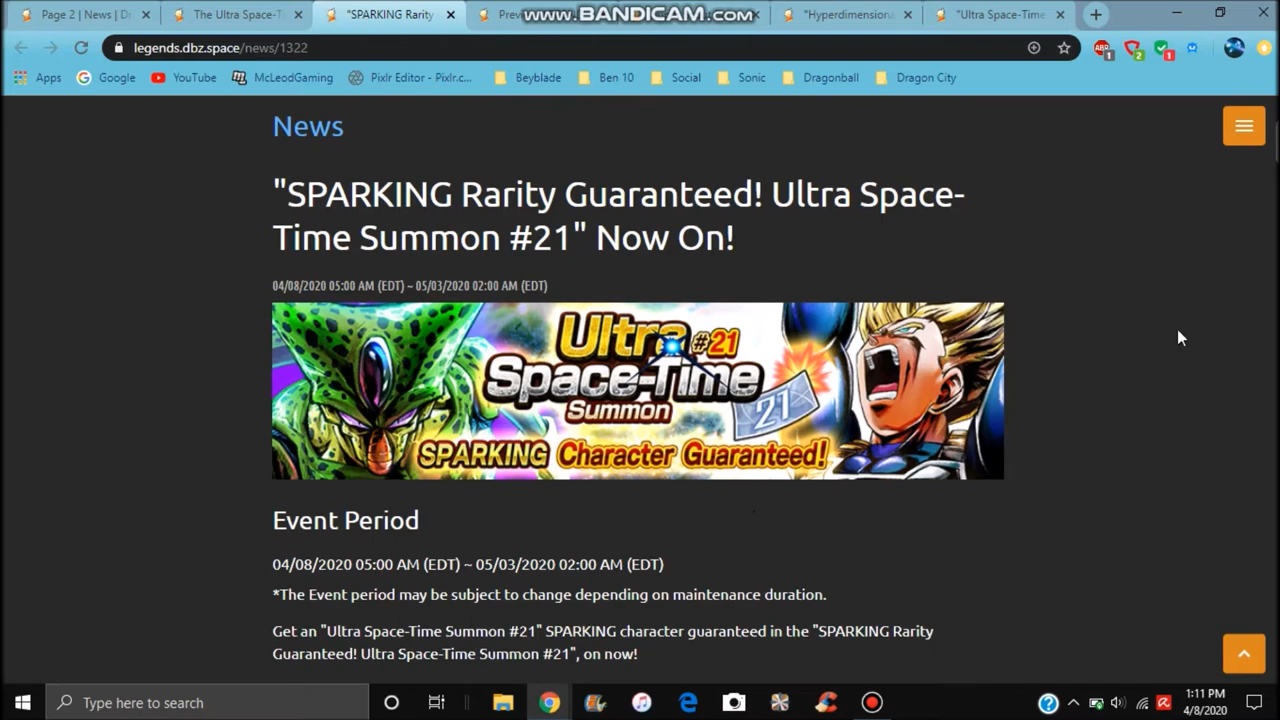 Page 2 | News | D
The Ultra Space-T
"SPARKING Rarity
Prev
www.BANDICAM.com
"Hyperdimension
"Ultra Space-Time
legends.dbz.space/news/1322
ABP
1
2
1
Apps
Google
YouTube
McLeodGaming
Pixlr Editor - Pixlr.c...
Beyblade
Ben 10
Social
Sonic
Dragonball
Dragon City
News
"SPARKING Rarity Guaranteed! Ultra Space-
Time Summon #21" Now On!
04/08/2020 05:00 AM (EDT) ~ 05/03/2020 02:00 AM (EDT)
Ultra #21
Space-Time
Summon
21
SPARKING Character Guaranteed!
Event Period
04/08/2020 05:00 AM (EDT) ~ 05/03/2020 02:00 AM (EDT)
*The Event period may be subject to change depending on maintenance duration.
Get an "Ultra Space-Time Summon #21" SPARKING character guaranteed in the "SPARKING Rarity
Guaranteed! Ultra Space-Time Summon #21", on now!
Type here to search
1:11 PM
4/8/2020